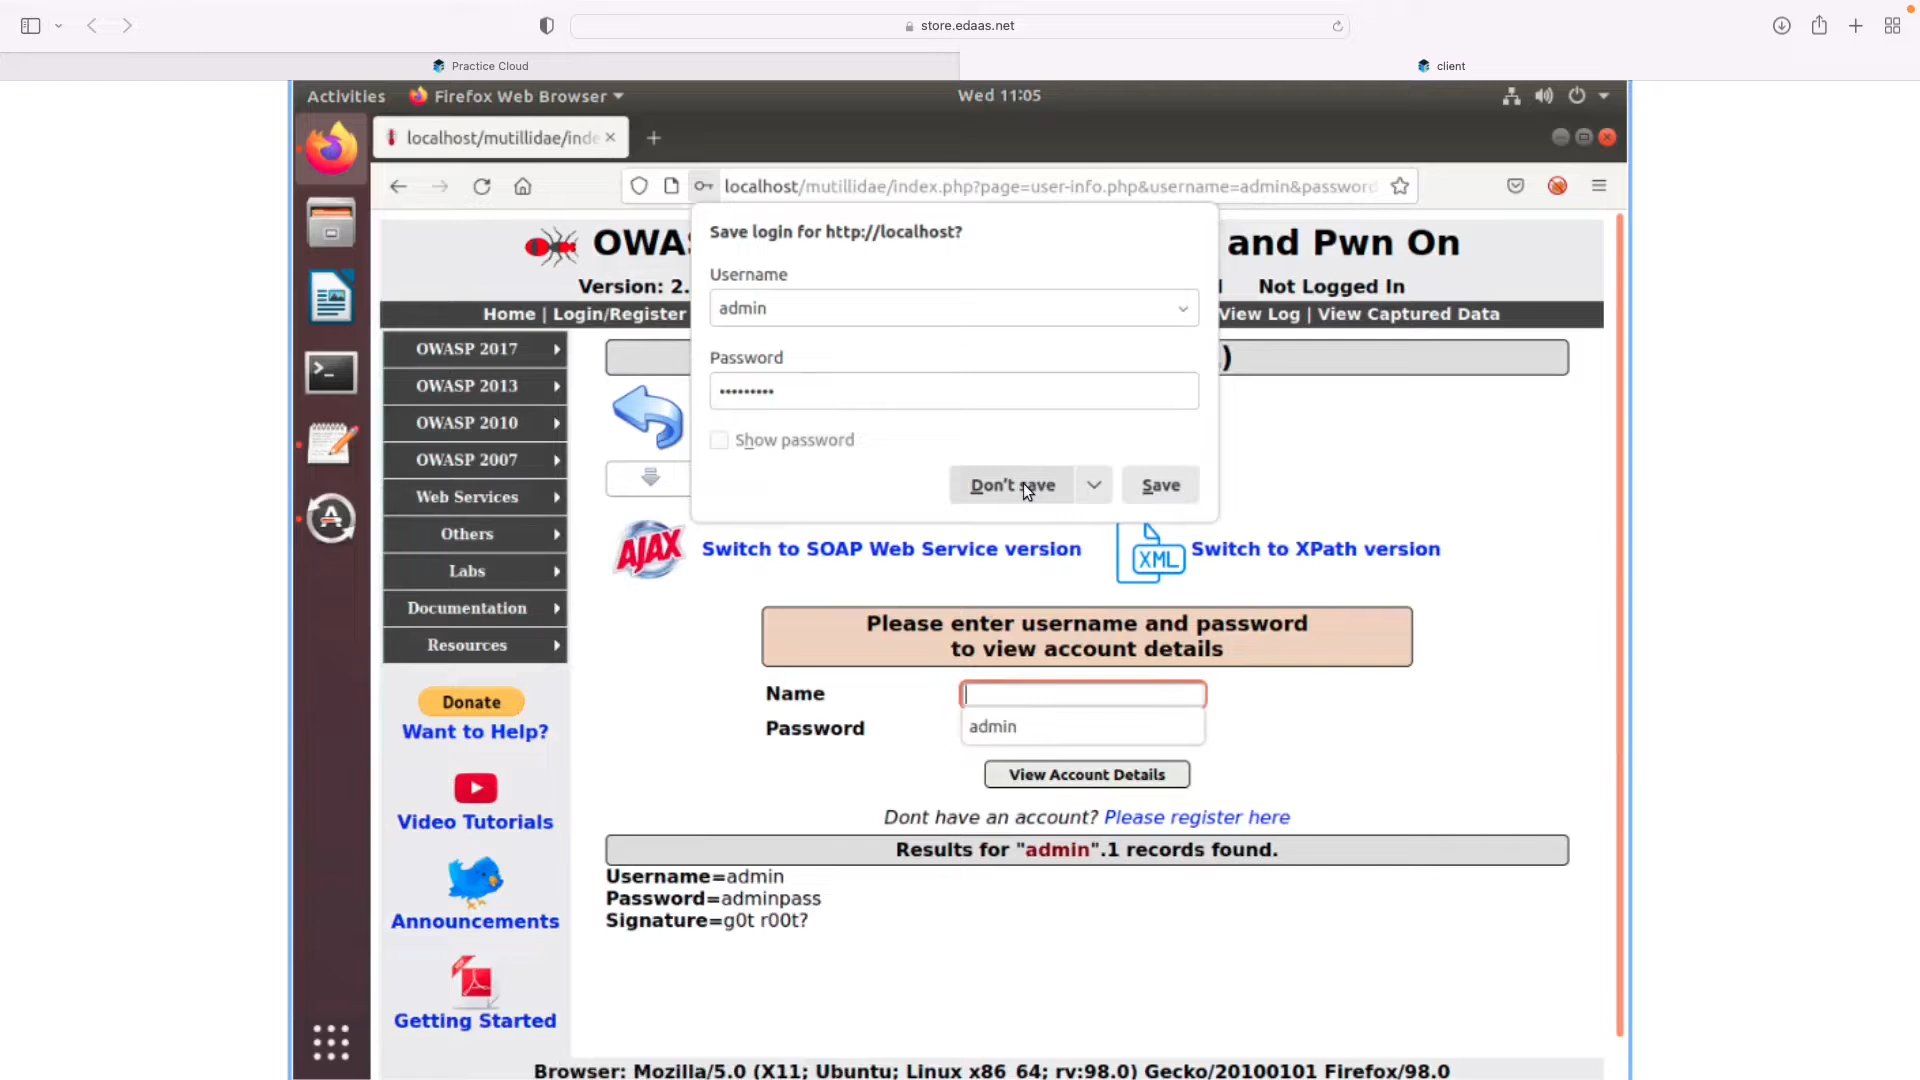 store.edaas.net
Practice Cloud
client
Activities
Firefox Web Browser
Wed 11:05
localhost/mutillidae/inde
localhost/mutillidae/index.php?page=user-info.php&username=admin&password
OWAS
and Pwn On
Version: 2.
Not Logged In
Home | Login/Register
View Log | View Captured Data
Save login for http://localhost?
Username
admin
Password
•••••••••
Show password
Don't save
Save
OWASP 2017
OWASP 2013
OWASP 2010
OWASP 2007
Web Services
Others
Labs
Documentation
Resources
Donate
Want to Help?
Video Tutorials
Announcements
Getting Started
)
AJAX
Switch to SOAP Web Service version
XML
Switch to XPath version
Please enter username and password
to view account details
Name
admin
Password
View Account Details
Dont have an account? Please register here
Results for "admin".1 records found.
Username=admin
Password=adminpass
Signature=g0t r00t?
Browser: Mozilla/5.0 (X11; Ubuntu; Linux x86_64; rv:98.0) Gecko/20100101 Firefox/98.0